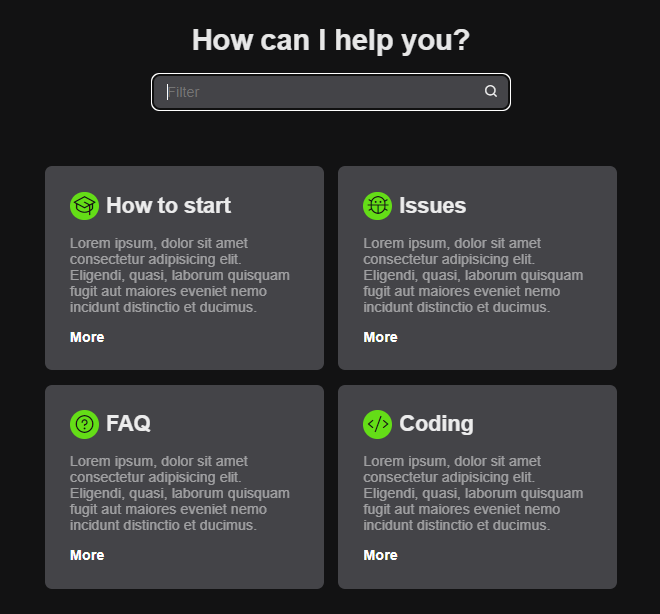 How can I help you?
Filter
How to start
Lorem ipsum, dolor sit amet
consectetur adipisicing elit.
Eligendi, quasi, laborum quibusdam
fugit aut maiores eveniet nemo
incidunt distinctio et ducimus.
More
Issues
Lorem ipsum, dolor sit amet
consectetur adipisicing elit.
Eligendi, quasi, laborum quibusdam
fugit aut maiores eveniet nemo
incidunt distinctio et ducimus.
More
FAQ
Lorem ipsum, dolor sit amet
consectetur adipisicing elit.
Eligendi, quasi, laborum quibusdam
fugit aut maiores eveniet nemo
incidunt distinctio et ducimus.
More
Coding
Lorem ipsum, dolor sit amet
consectetur adipisicing elit.
Eligendi, quasi, laborum quibusdam
fugit aut maiores eveniet nemo
incidunt distinctio et ducimus.
More